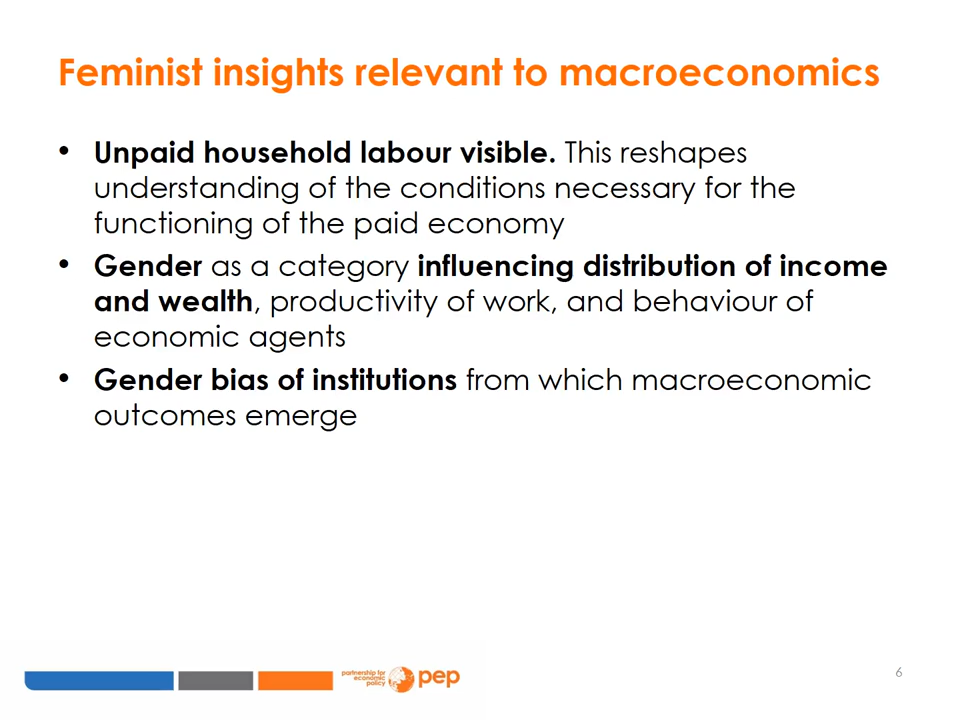 Feminist insights relevant to macroeconomics
• Unpaid household labour visible. This reshapes
understanding of the conditions necessary for the
functioning of the paid economy
• Gender as a category influencing distribution of income
and wealth, productivity of work, and behaviour of
economic agents
• Gender bias of institutions from which macroeconomic
outcomes emerge
partnership for
economic
policy
pep
6